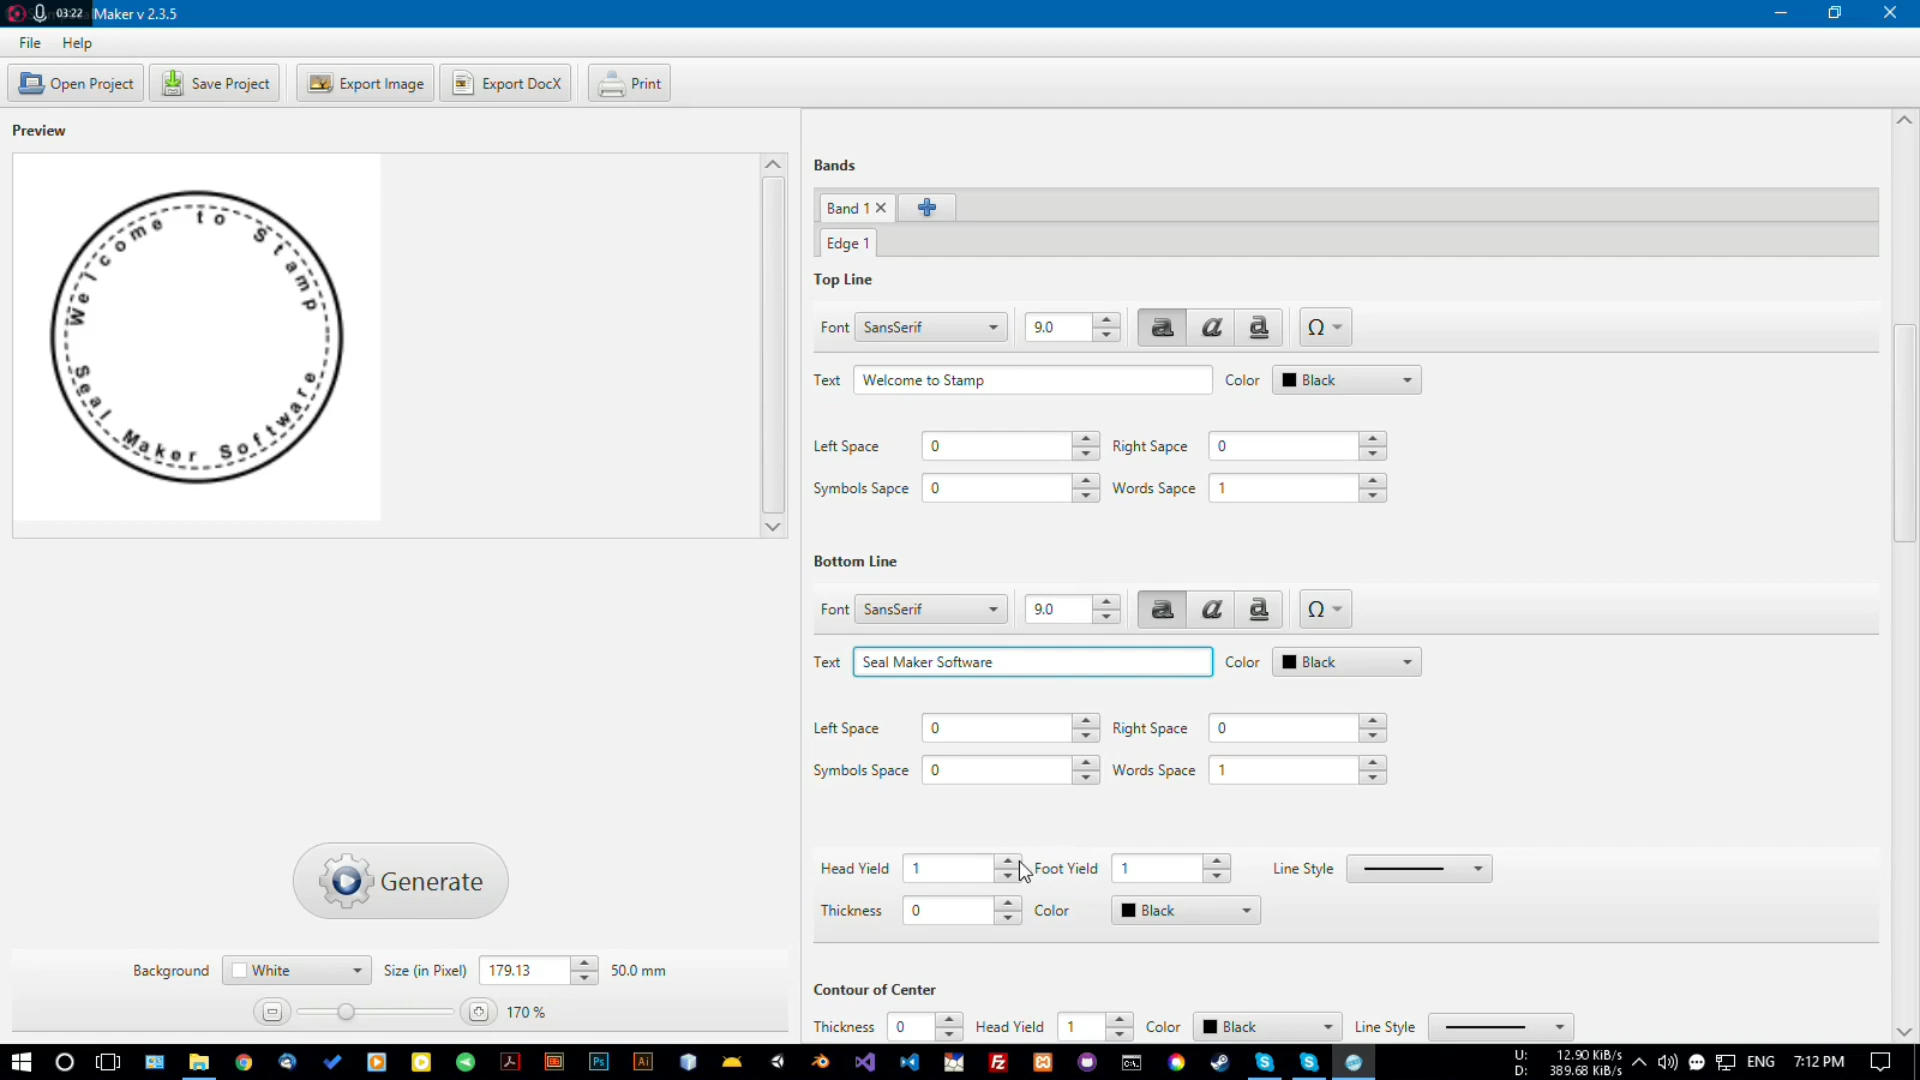 03:22 Maker v 2.3.5
File Help
Open Project Save Project Export Image Export DocX Print
Preview
Welcome to Stamp
Seal Maker Software
Generate
Background White Size (in Pixel) 179.13 50.0 mm
170 %
Bands
Band 1
Edge 1
Top Line
Font SansSerif 9.0 a a a Ω
Text Welcome to Stamp Color Black
Left Space 0 Right Sapce 0
Symbols Sapce 0 Words Sapce 1
Bottom Line
Font SansSerif 9.0 a a a Ω
Text Seal Maker Software Color Black
Left Space 0 Right Space 0
Symbols Space 0 Words Space 1
Head Yield 1 Foot Yield 1 Line Style
Thickness 0 Color Black
Contour of Center
Thickness 0 Head Yield 1 Color Black Line Style
Ps Ai Fz C:\
U: 12.90 KiB/s
D: 389.68 KiB/s
ENG 7:12 PM